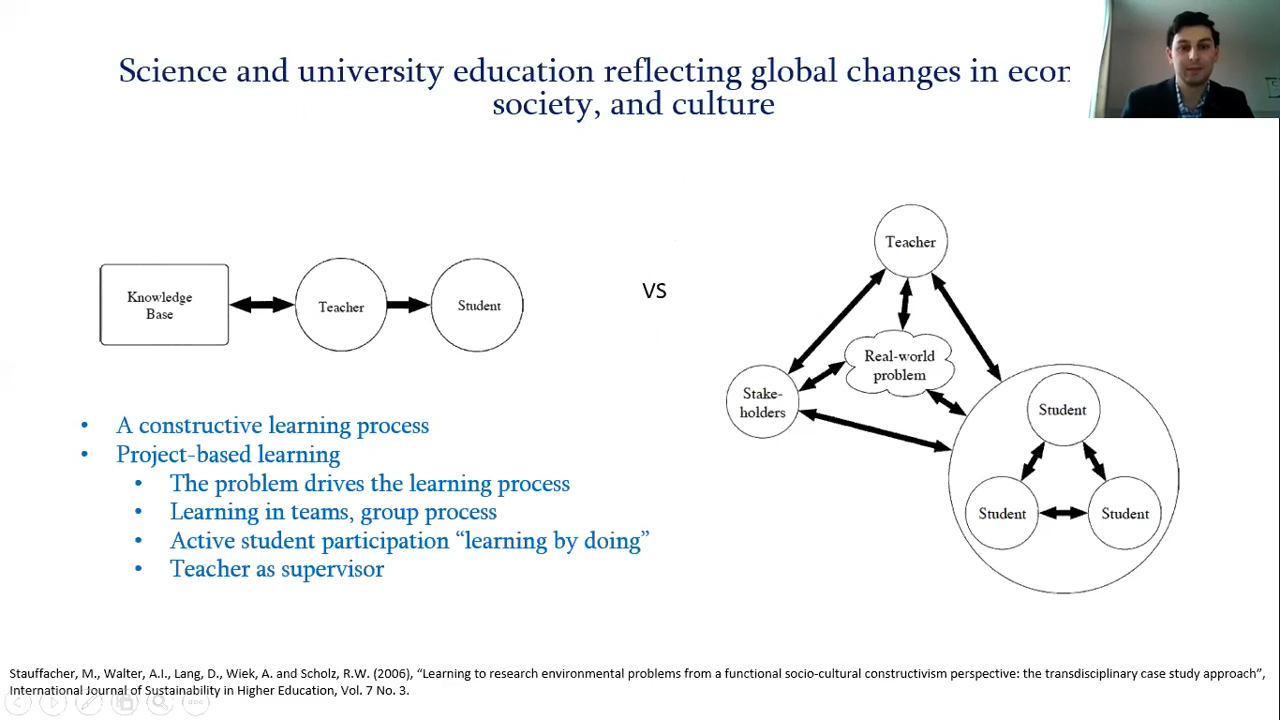 Science and university education reflecting global changes in econ
society, and culture
Knowledge
Base
Teacher
Student
VS
Teacher
Real-world
problem
Stake-
holders
Student
Student
Student
• A constructive learning process
• Project-based learning
• The problem drives the learning process
• Learning in teams, group process
• Active student participation “learning by doing”
• Teacher as supervisor
Stauffacher, M., Walter, A.I., Lang, D., Wiek, A. and Scholz, R.W. (2006), “Learning to research environmental problems from a functional socio-cultural constructivism perspective: the transdisciplinary case study approach”,
International Journal of Sustainability in Higher Education, Vol. 7 No. 3.